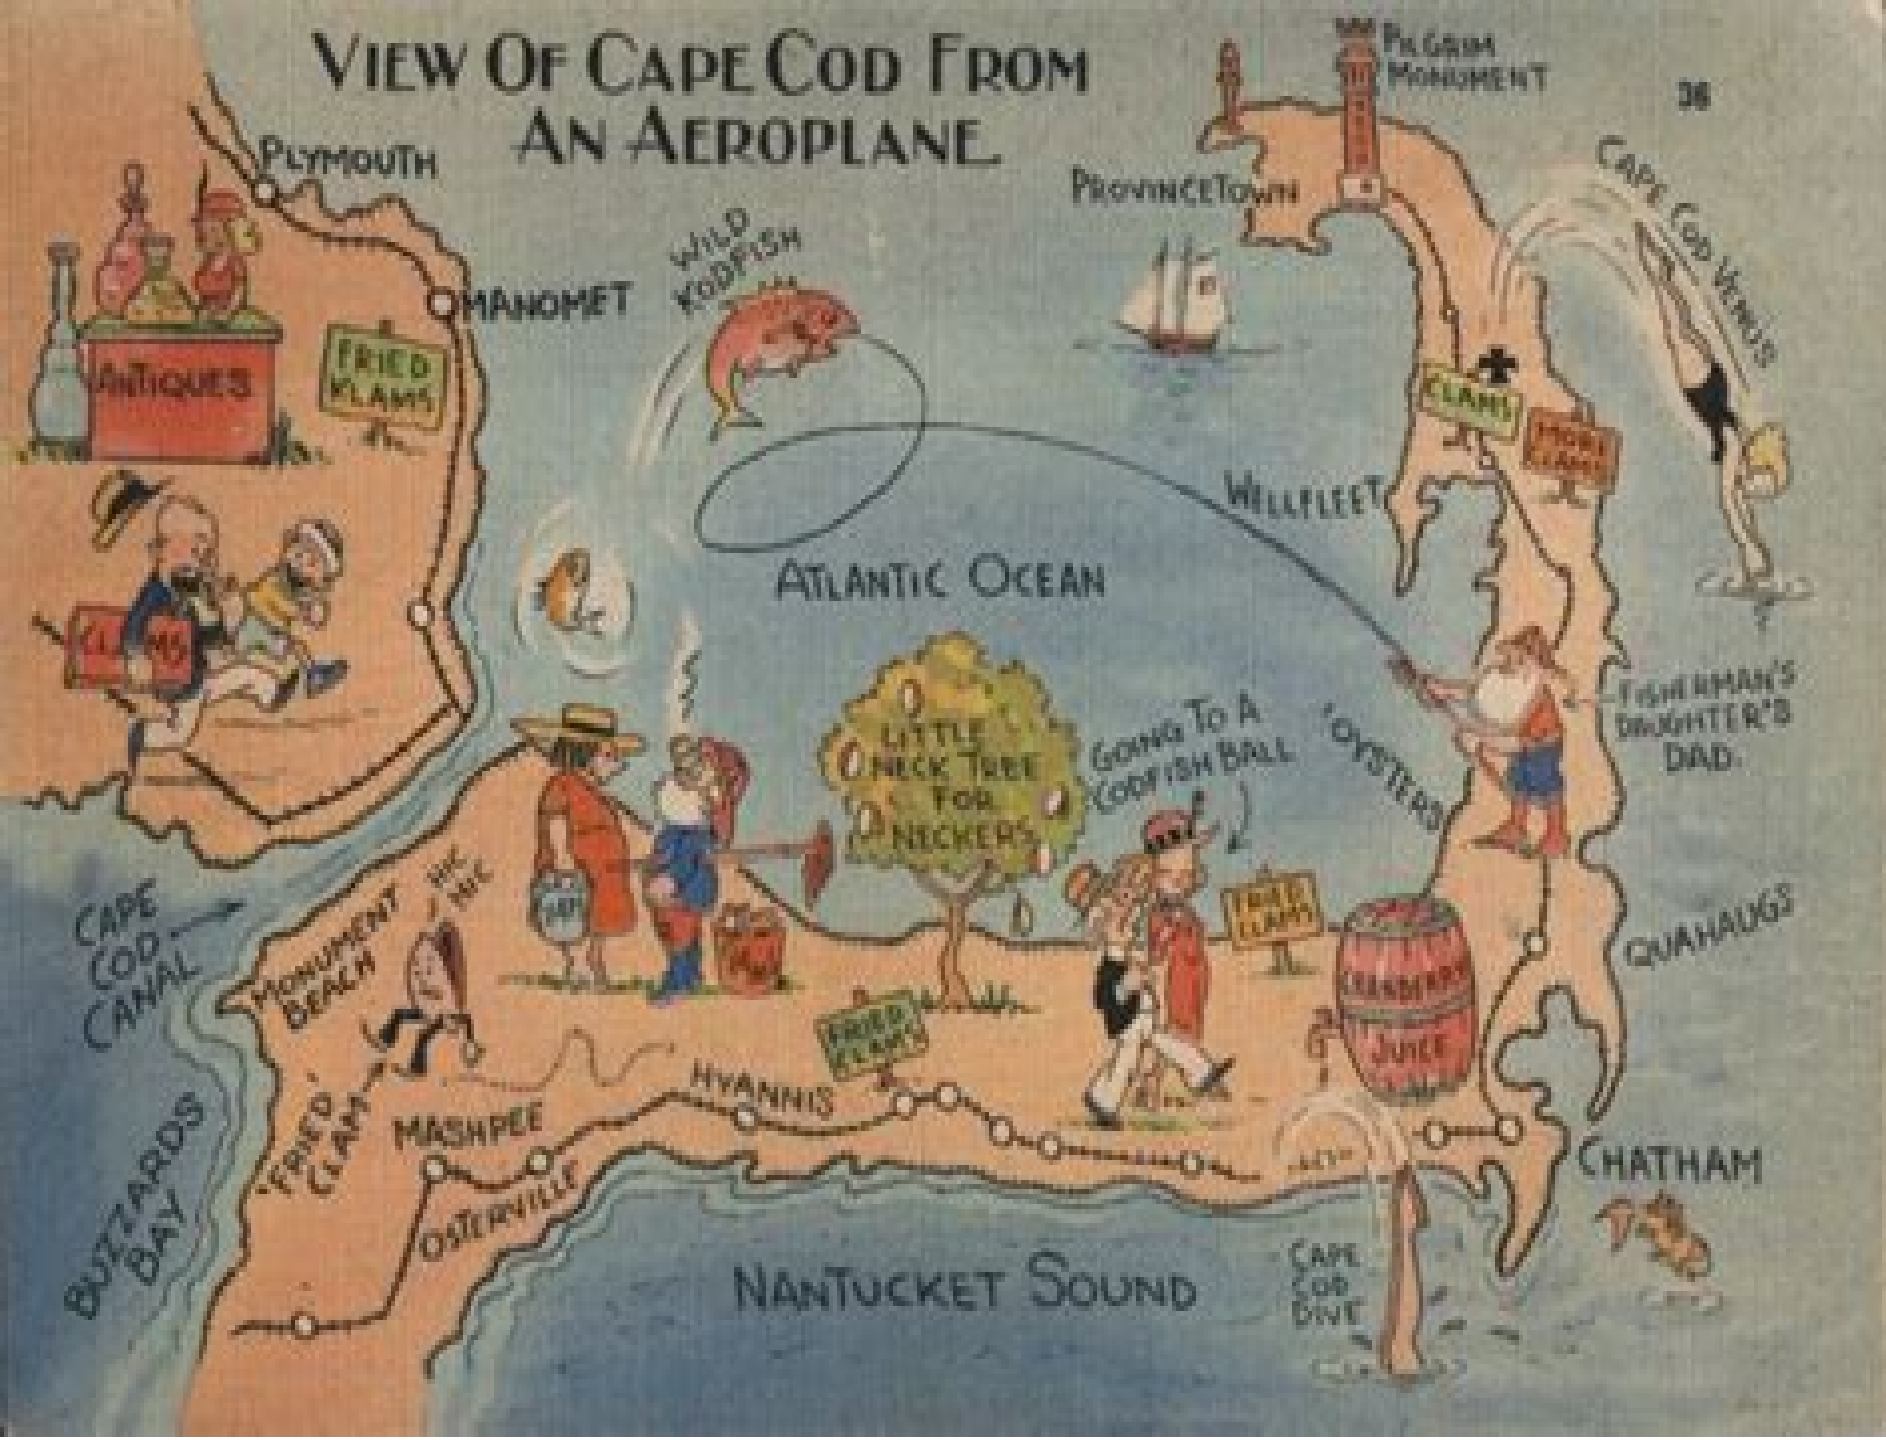 VIEW OF CAPE COD FROM
AN AEROPLANE
PILGRIM
MONUMENT
36
PLYMOUTH
PROVINCETOWN
CAPE COD VENUS
WILD
KODFISH
MANOMET
ANTIQUES
FRIED
KLAMS
CLAMS
MORE
CLAMS
WELLFLEET
ATLANTIC OCEAN
CLAMS
FISHERMAN'S
DAUGHTER'S
DAD.
LITTLE
NECK TREE
FOR
NECKERS
GOING TO A
CODFISH BALL
'OYSTERS
HIC
HIC
CAPE
COD
CANAL
MONUMENT
BEACH
FRIED
CLAMS
CRANBERRY
JUICE
QUAHAUGS
FRIED
KLAMS
HYANNIS
'FRIED'
CLAM
MASHPEE
OSTERVILLE
BUZZARDS
BAY
CHATHAM
NANTUCKET SOUND
CAPE
COD
DIVE